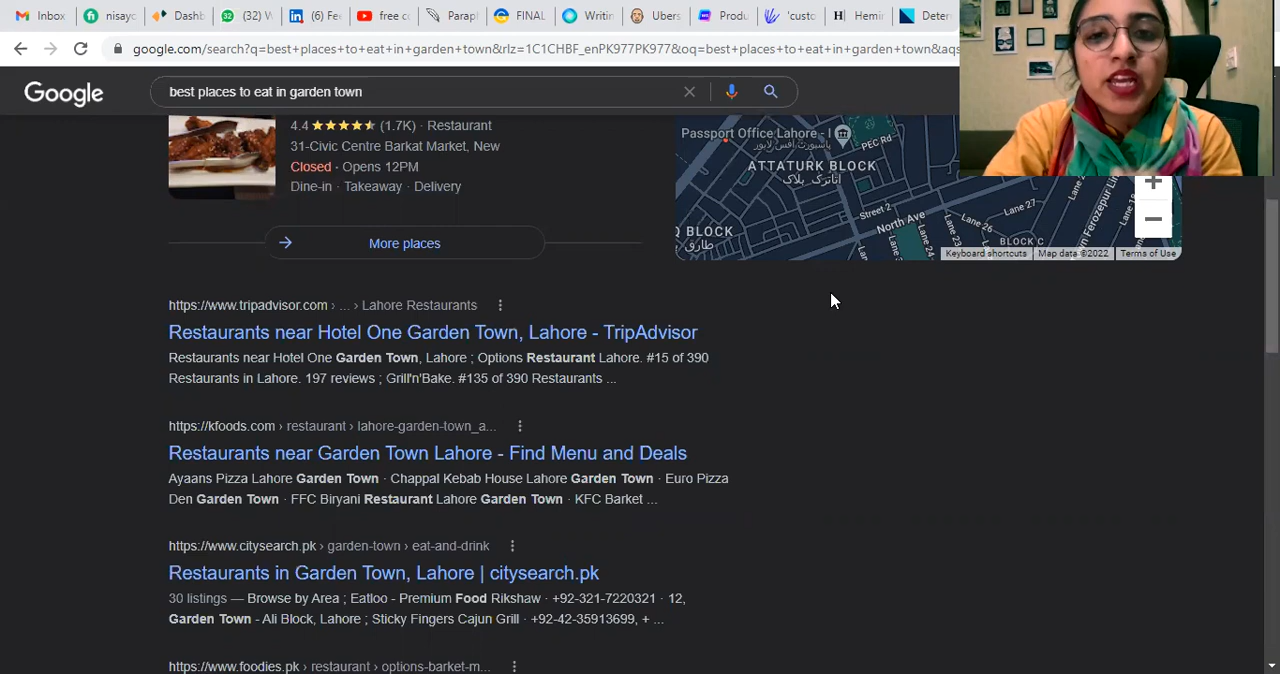 Inbox
nisayc
Dashb
(32) W
(6) Fee
free c
Parap
FINAL
Writin
Ubers
Produ
'custo
Hemin
Deter
google.com/search?q=best+places+to+eat+in+garden+town&rlz=1C1CHBF_enPK977PK977&oq=best+places+to+eat+in+garden+town&aqs
Google
best places to eat in garden town
4.4 (1.7K) · Restaurant
31-Civic Centre Barkat Market, New
Closed · Opens 12PM
Dine-in · Takeaway · Delivery
More places
Passport Office Lahore - I
پاسپورٹ آفس لاہور
PEC Rd
ATTATURK BLOCK
اتاترک بلاک
Street 2
North Ave
Lane 27
Lane 26
Lane 24
BLOCK C
Q BLOCK
طارق
Keyboard shortcuts
Map data ©2022
Terms of Use
https://www.tripadvisor.com › ... › Lahore Restaurants
Restaurants near Hotel One Garden Town, Lahore - TripAdvisor
Restaurants near Hotel One Garden Town, Lahore ; Options Restaurant Lahore. #15 of 390
Restaurants in Lahore. 197 reviews ; Grill'n'Bake. #135 of 390 Restaurants ...
https://kfoods.com › restaurant › lahore-garden-town_a...
Restaurants near Garden Town Lahore - Find Menu and Deals
Ayaans Pizza Lahore Garden Town · Chappal Kebab House Lahore Garden Town · Euro Pizza
Den Garden Town · FFC Biryani Restaurant Lahore Garden Town · KFC Barket ...
https://www.citysearch.pk › garden-town › eat-and-drink
Restaurants in Garden Town, Lahore | citysearch.pk
30 listings — Browse by Area ; Eatloo - Premium Food Rikshaw · +92-321-7220321 · 12,
Garden Town - Ali Block, Lahore ; Sticky Fingers Cajun Grill · +92-42-35913699, + ...
https://www.foodies.pk › restaurant › options-barket-m...